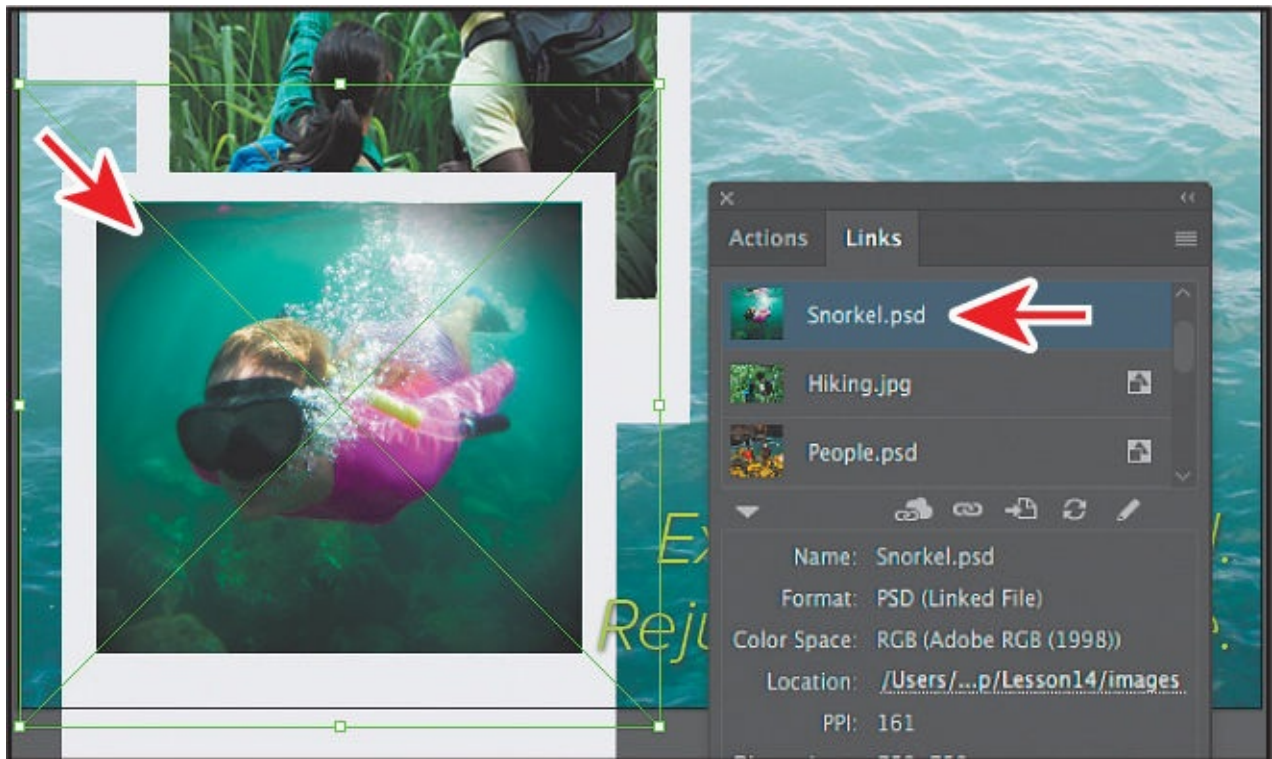 Actions Links
Snorkel.psd
Hiking.jpg
People.psd
Name: Snorkel.psd
Format: PSD (Linked File)
Color Space: RGB (Adobe RGB (1998))
Location: /Users/...p/Lesson14/images
PPI: 161